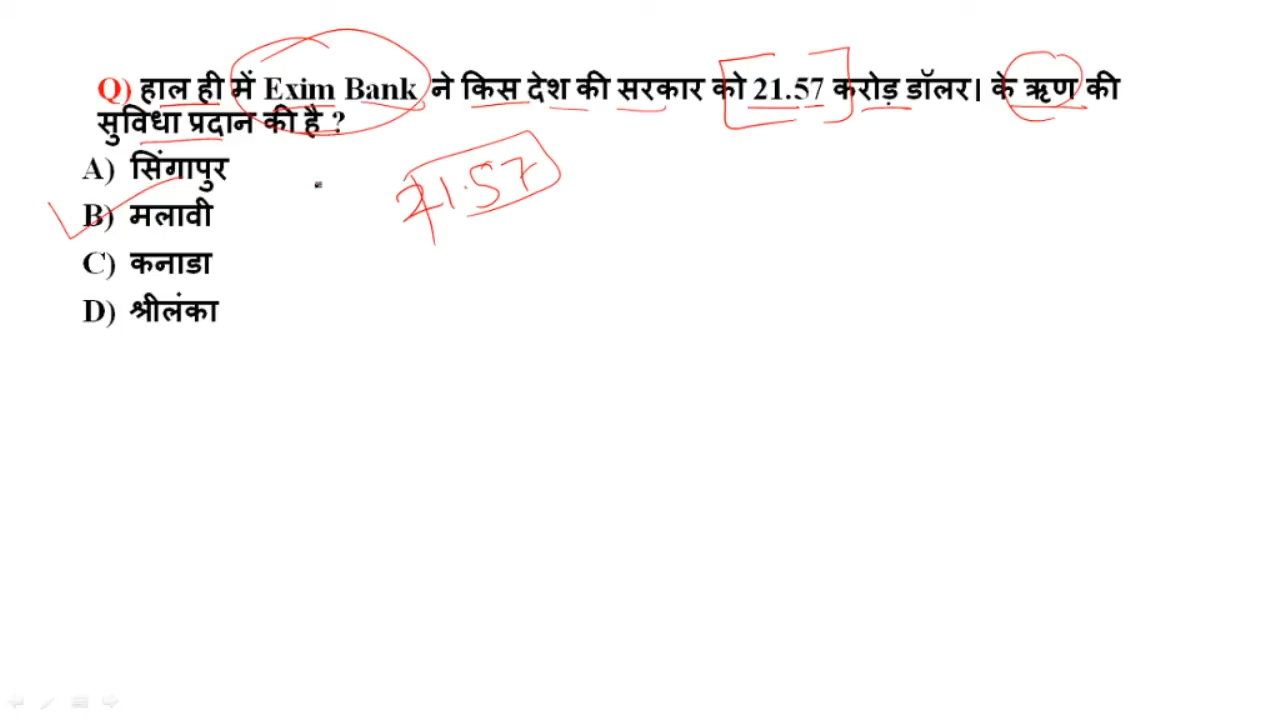 Q) हाल ही में Exim Bank ने किस देश की सरकार को 21.57 करोड़ डॉलर। के ऋण की
सुविधा प्रदान की है ?
A) सिंगापुर
21.57
B) मलावी
C) कनाडा
D) श्रीलंका